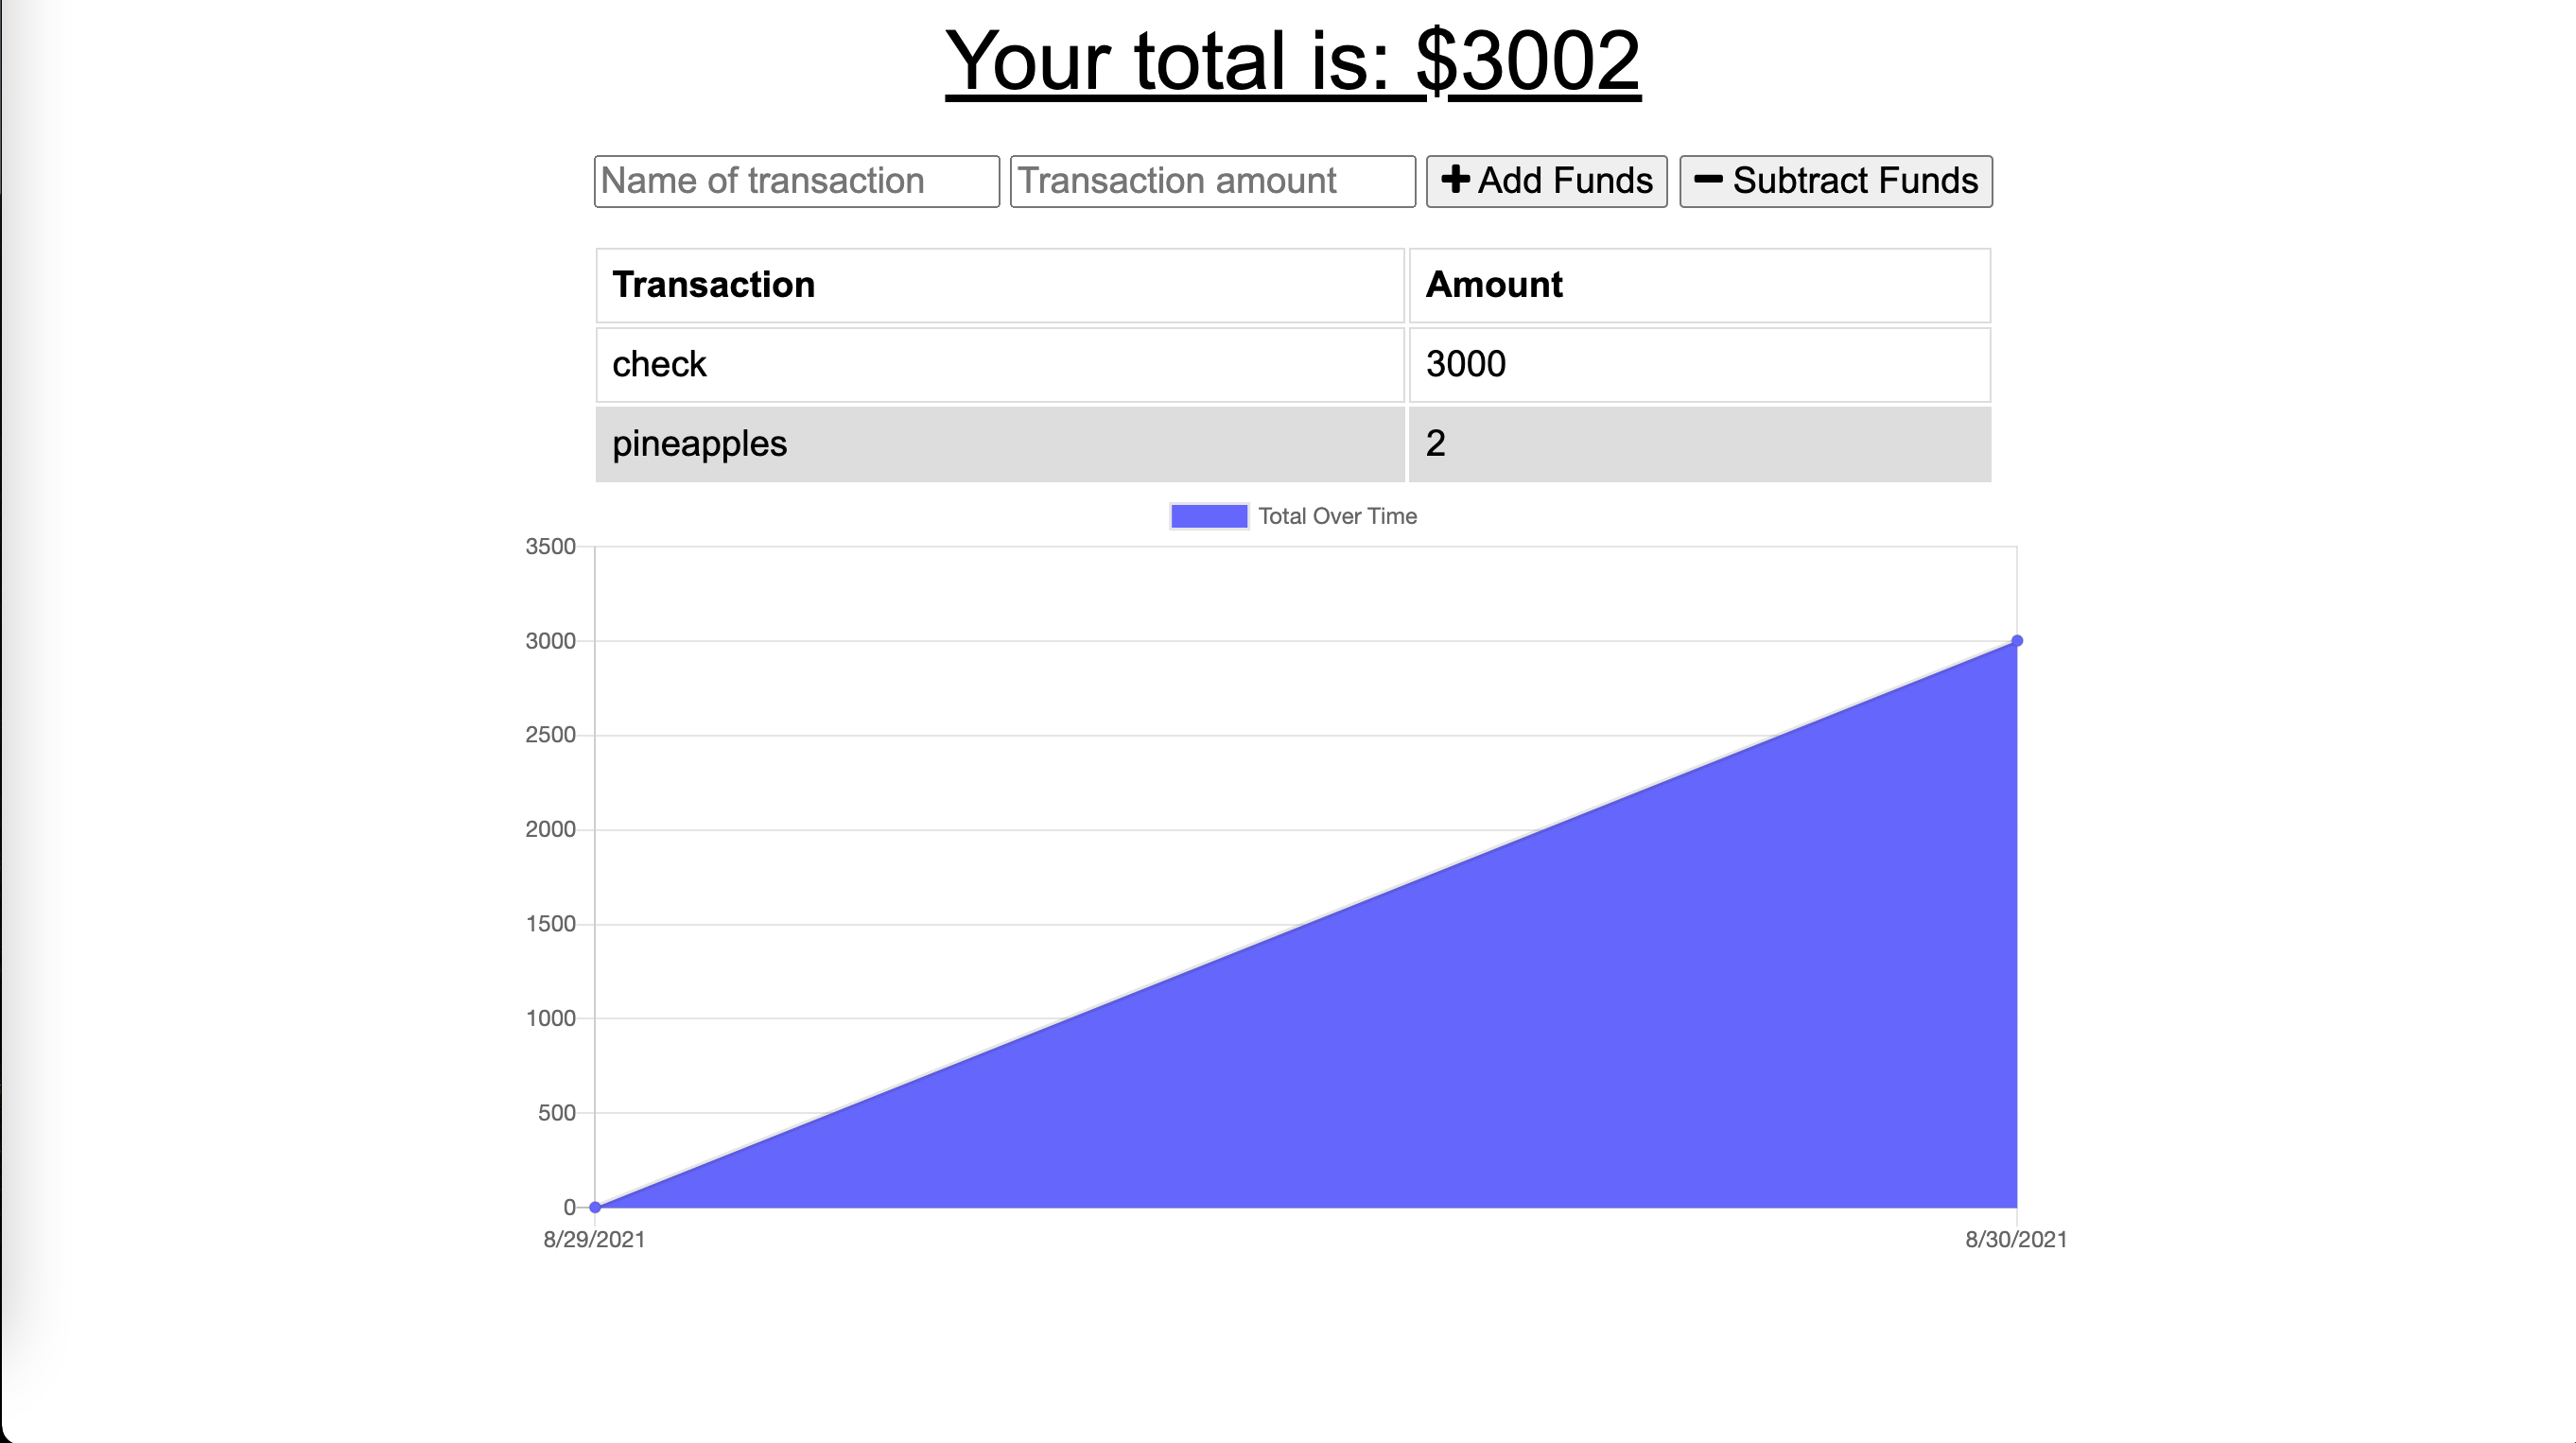 Your total is: $3002
Name of transaction Transaction amount Add Funds Subtract Funds
Transaction Amount
check 3000
pineapples 2
Total Over Time
3500
3000
2500
2000
1500
1000
500
0
8/29/2021 8/30/2021